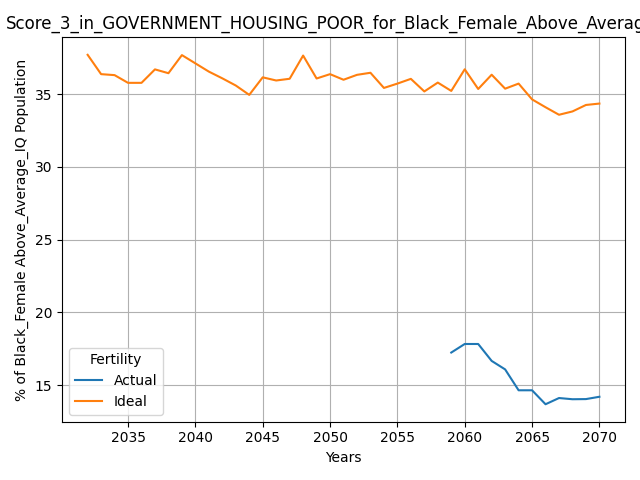 Score_3_in_GOVERNMENT_HOUSING_POOR_for_Black_Female_Above_Averag
% of Black_Female Above_Average_IQ Population
35
30
25
20
15
Fertility
Actual
Ideal
2035 2040 2045 2050 2055 2060 2065 2070
Years